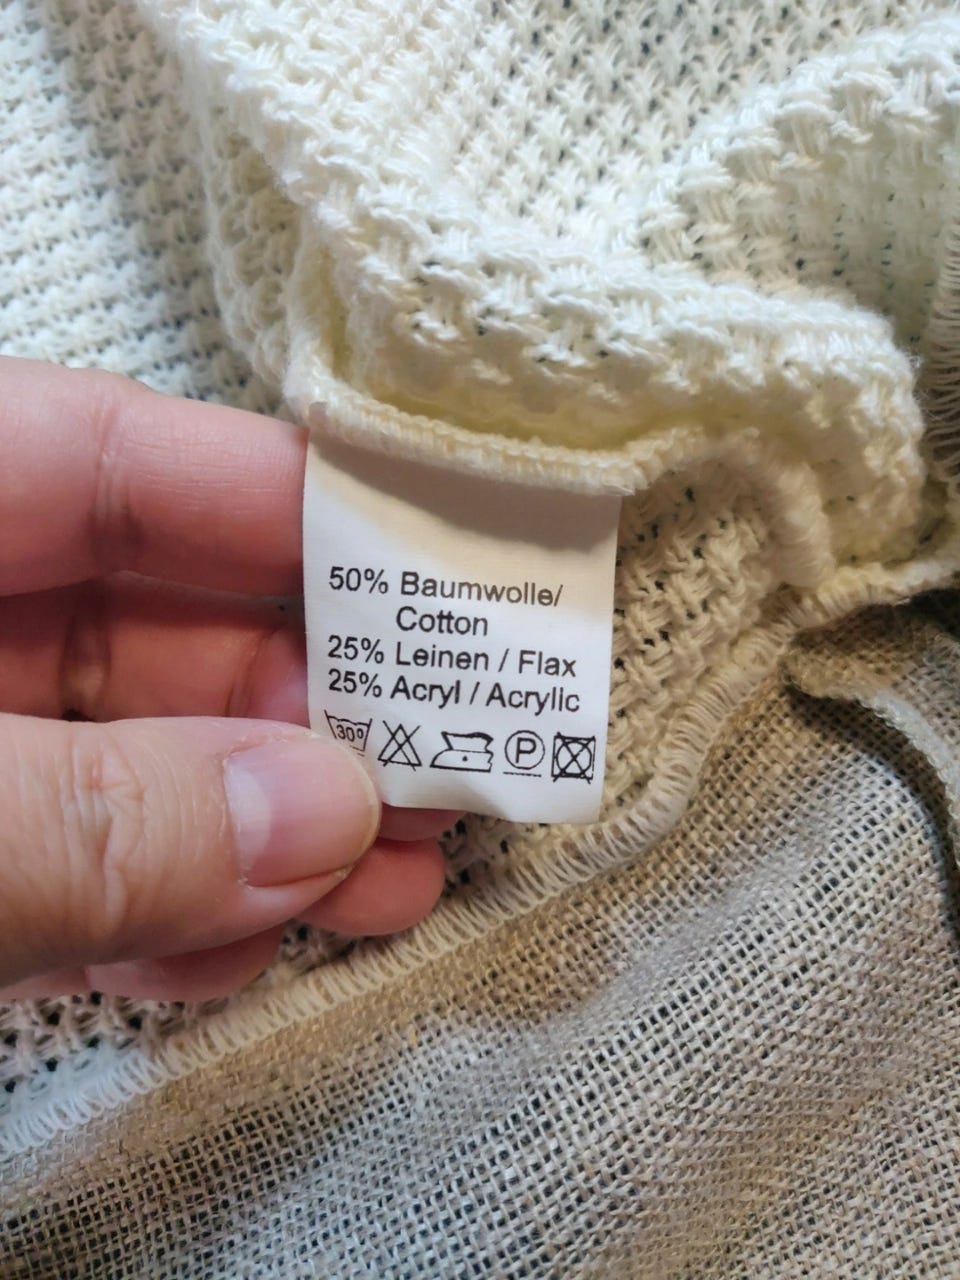 50% Baumwolle/
Cotton
25% Leinen / Flax
25% Acryl / Acrylic
30° P